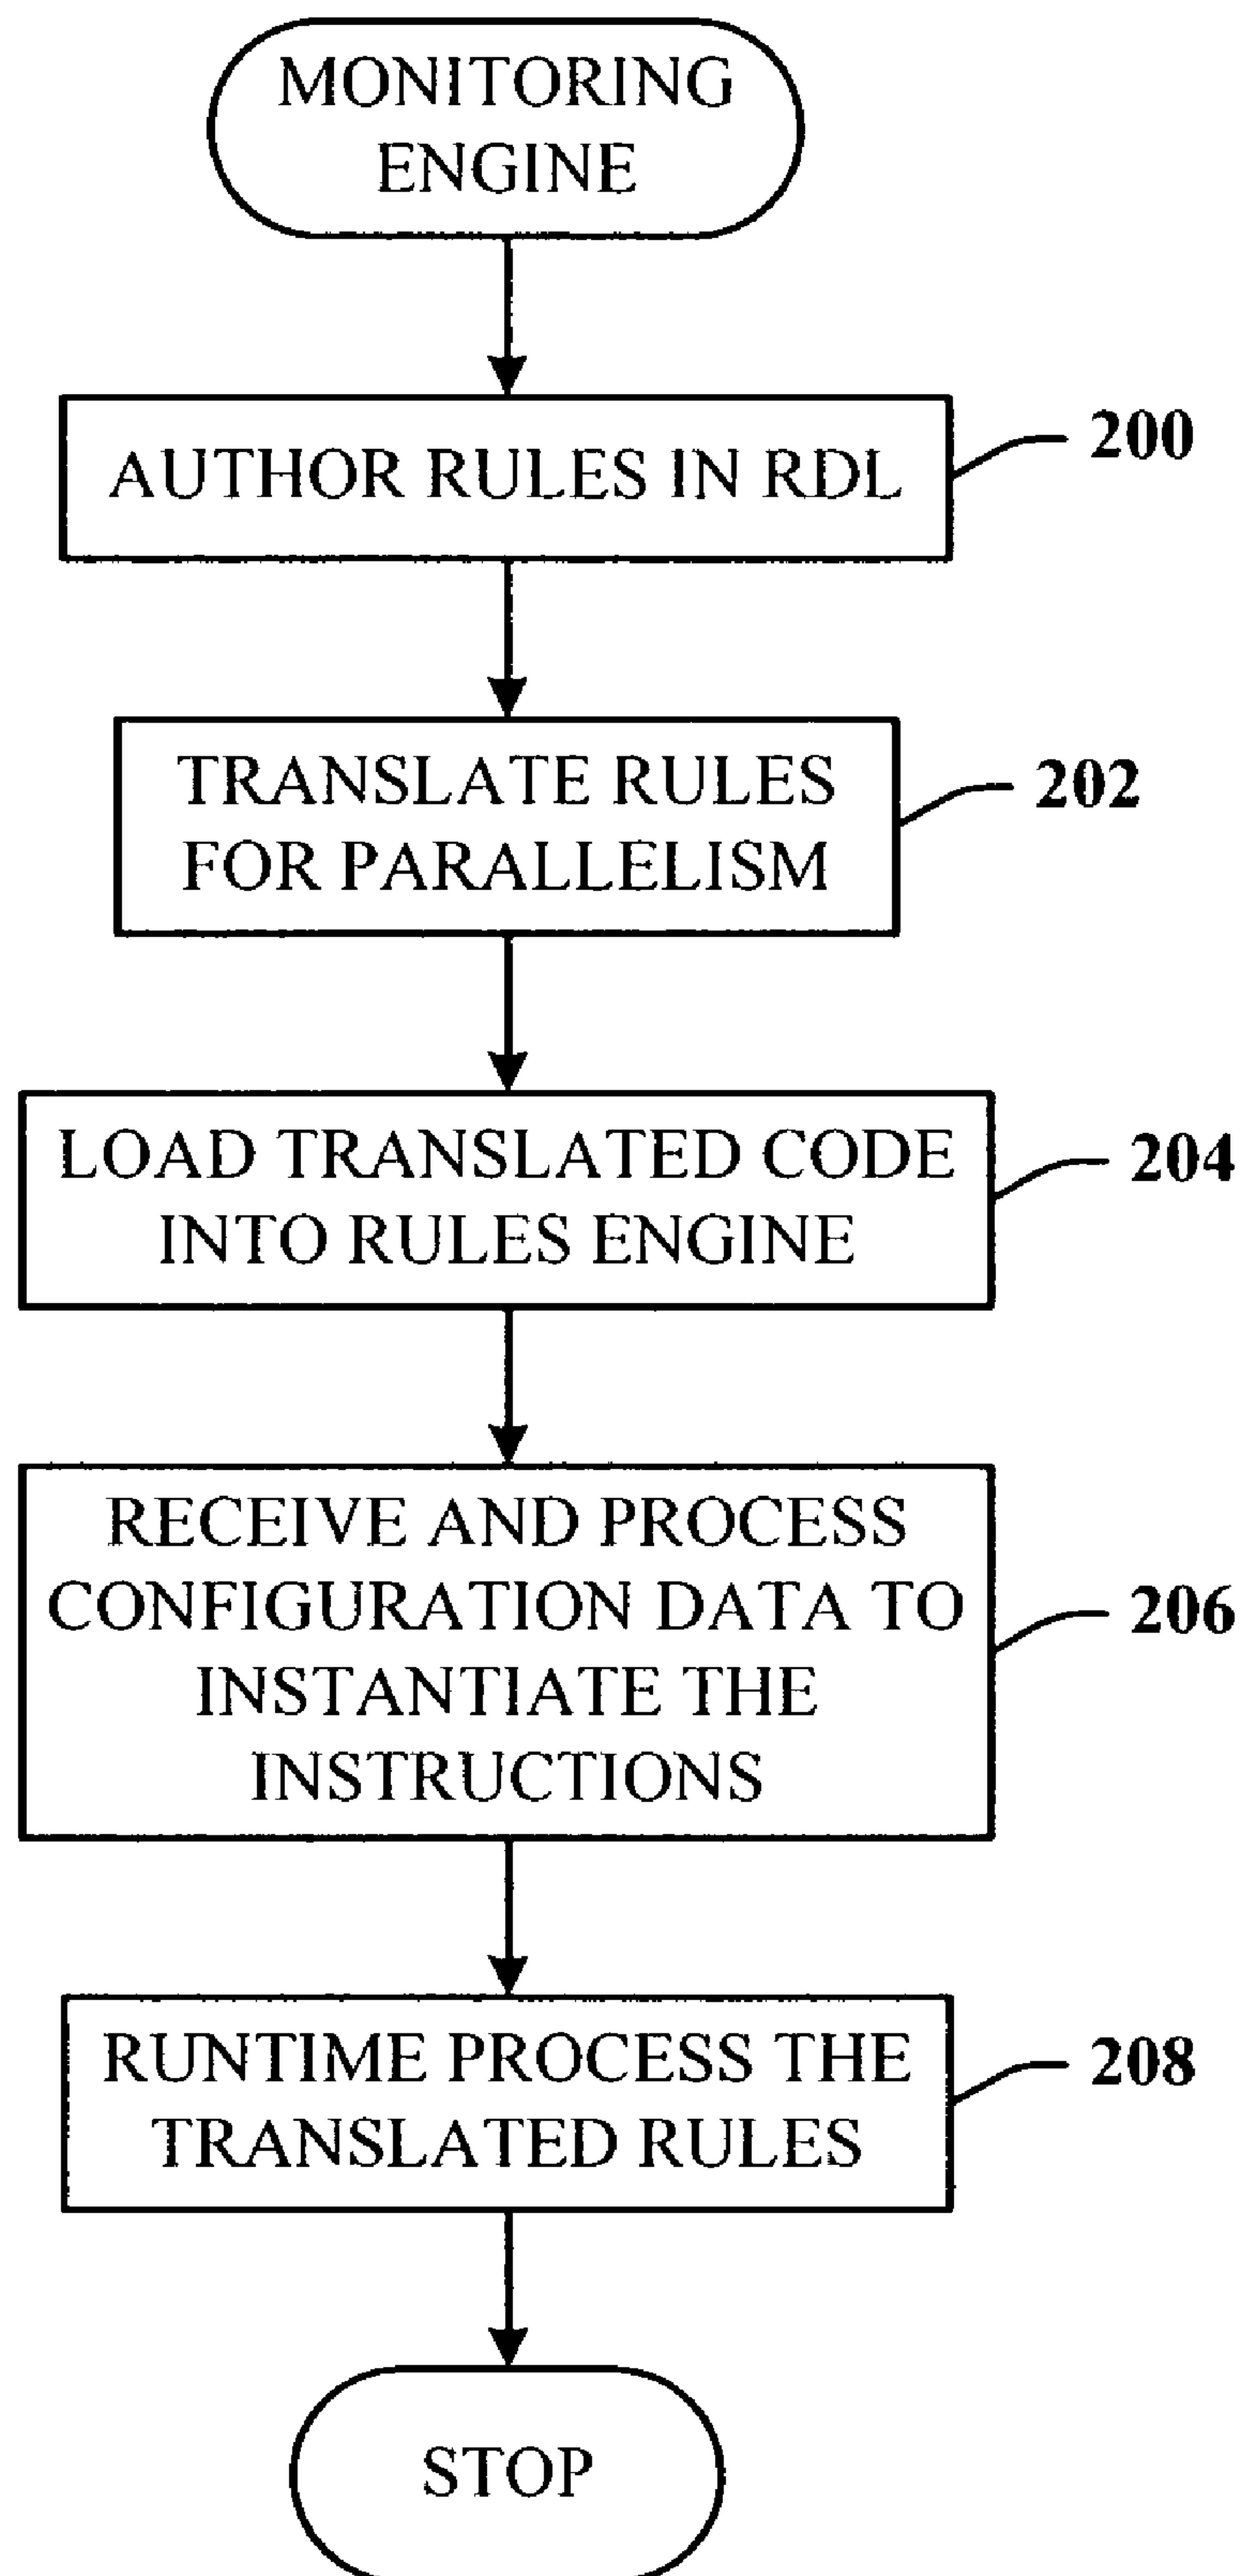 MONITORING
ENGINE
AUTHOR RULES IN RDL
200
TRANSLATE RULES
FOR PARALLELISM
202
LOAD TRANSLATED CODE
INTO RULES ENGINE
204
RECEIVE AND PROCESS
CONFIGURATION DATA TO
INSTANTIATE THE
INSTRUCTIONS
206
RUNTIME PROCESS THE
TRANSLATED RULES
208
STOP